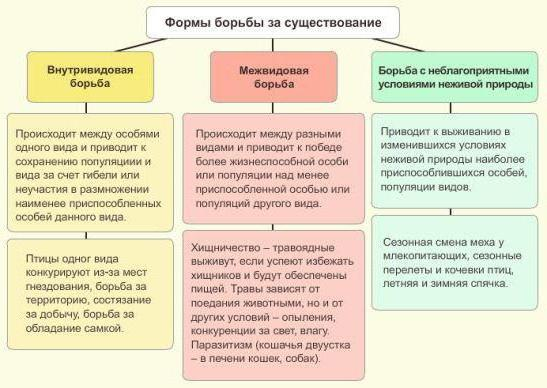 Формы борьбы за существование
Внутривидовая
борьба
Межвидовая
борьба
Борьба с неблагоприятными
условиями неживой природы
Происходит между особями
одного вида и приводит к
сохранению популяциии и
вида за счет гибели или
неучастия в размножении
наименее приспособленных
особей данного вида.
Происходит между разными
видами и приводит к победе
более жизнеспособной особи
или популяции над менее
приспособленной особью или
популяций другого вида.
Приводит к выживанию в
изменившихся условиях
неживой природы наиболее
приспособившихся особей,
популяции видов.
Птицы одного вида
конкурируют из-за мест
гнездования, борьба за
территорию, состязание
за добычу, борьба за
обладание самкой.
Хищничество – травоядные
выживут, если успеют избежать
хищников и будут обеспечены
пищей. Травы зависят от
поедания животными, но и от
других условий – опыления,
конкуренции за свет, влагу.
Паразитизм (кошачья двуустка
– в печени кошек, собак).
Сезонная смена меха у
млекопитающих, сезонные
перелеты и кочевки птиц,
летняя и зимняя спячка.